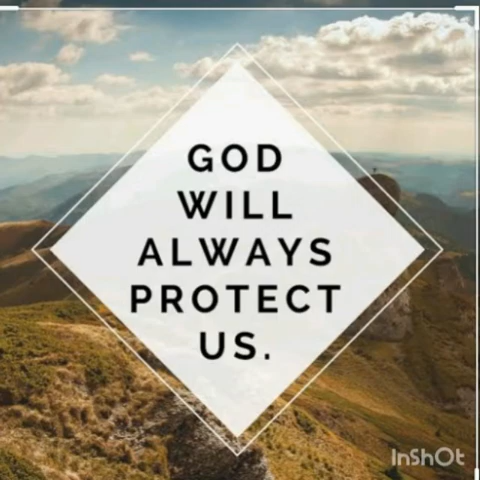 GOD
WILL
ALWAYS
PROTECT
US.
InShOt